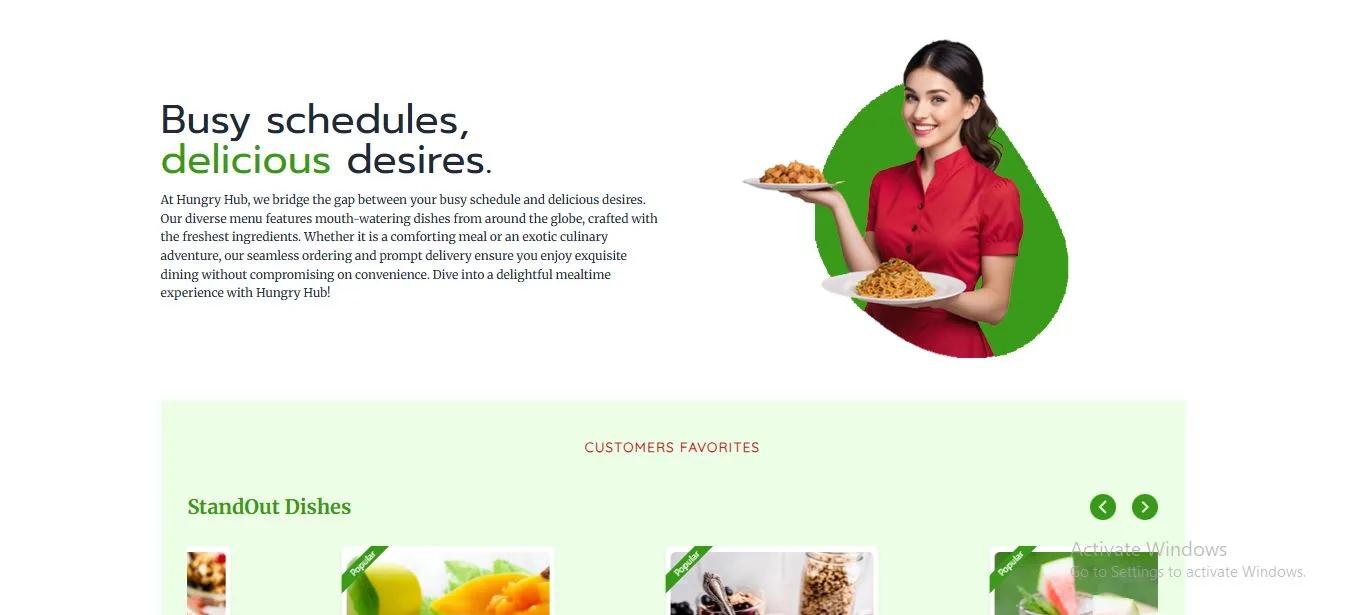 Busy schedules,
delicious desires.
At Hungry Hub, we bridge the gap between your busy schedule and delicious desires.
Our diverse menu features mouth-watering dishes from around the globe, crafted with
the freshest ingredients. Whether it is a comforting meal or an exotic culinary
adventure, our seamless ordering and prompt delivery ensure you enjoy exquisite
dining without compromising on convenience. Dive into a delightful mealtime
experience with Hungry Hub!
CUSTOMERS FAVORITES
StandOut Dishes
Popular
Popular
Popular
Activate Windows
Go to Settings to activate Windows.